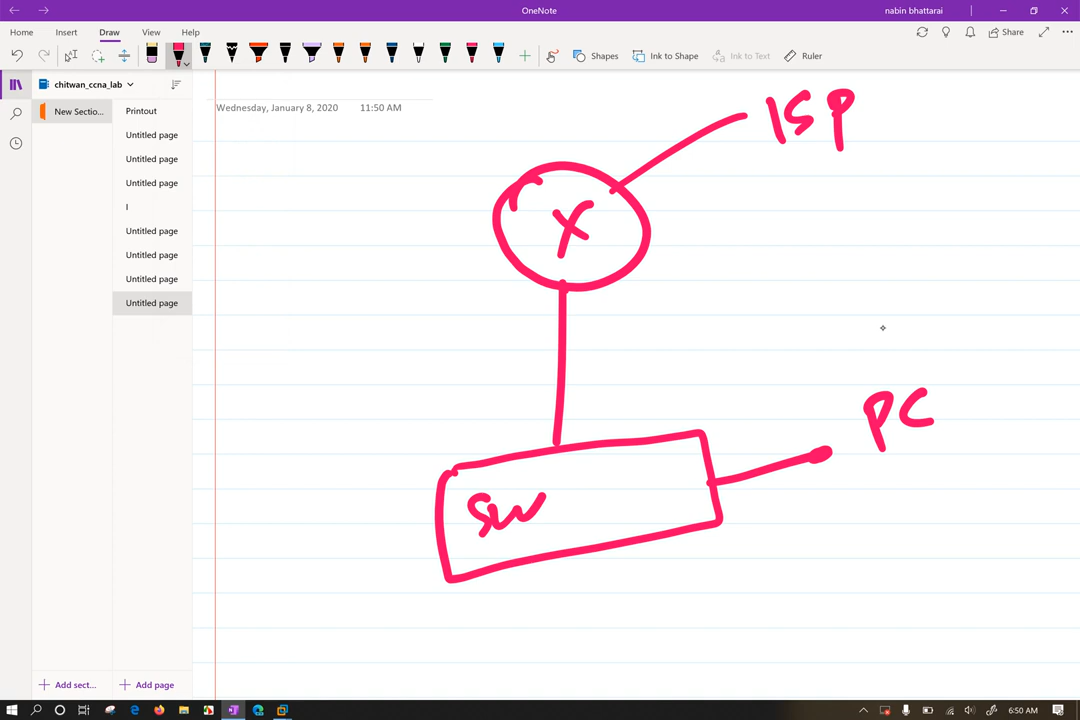 OneNote
nabin bhattarai
Home Insert Draw View Help
Share
Shapes
Ink to Shape
Ink to Text
Ruler
chitwan_ccna_lab
New Sectio...
Printout
Untitled page
Untitled page
Untitled page
I
Untitled page
Untitled page
Untitled page
Untitled page
Add sect...
Add page
Wednesday, January 8, 2020 11:50 AM
ISP
X
PC
SW
6:50 AM